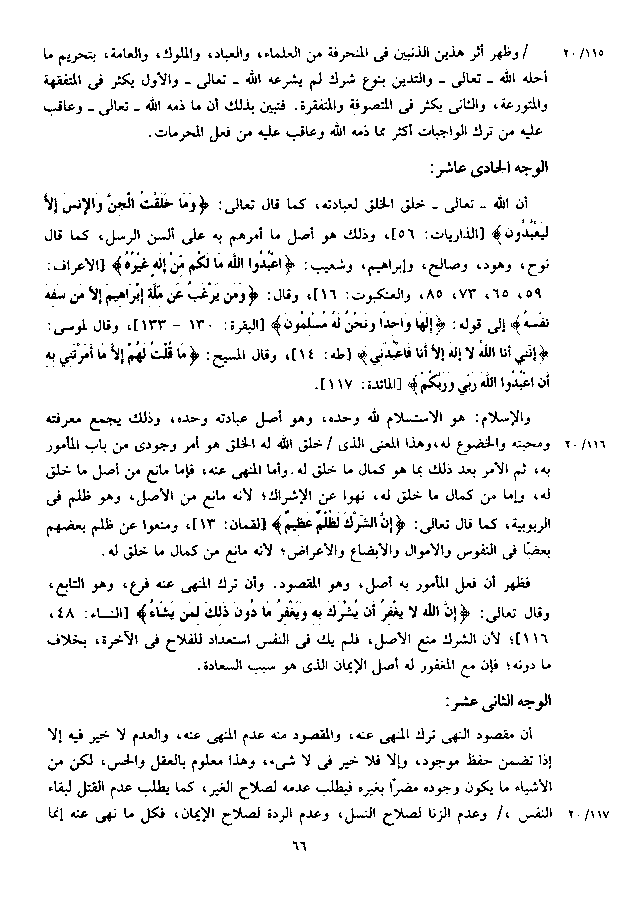 ٢٠/١١٥ / وظهر أثر هذين الذنبين فى المنحرفة من العلماء، والعباد، والملوك، والعامة، بتحريم ما
أحله الله ـ تعالى ـ والتدين بنوع شرك لم يشرعه الله ـ تعالى ـ والأول يكثر فى المتفقهة
والمتورعة، والثانى يكثر فى المتصوفة والمتفقرة. فتبين بذلك أن ما ذمه الله ـ تعالى ـ وعاقب
عليه من ترك الواجبات أكثر مما ذمه الله وعاقب عليه من فعل المحرمات.
الوجه الحادى عاشر:
أن الله ـ تعالى ـ خلق الخلق لعبادته، كما قال تعالى: ﴿وَمَا خَلَقْتُ الْجِنَّ وَالإِنسَ إِلاَّ
لِيَعْبُدُونِ﴾ [الذاريات: ٥٦]، وذلك هو أصل ما أمرهم به على ألسن الرسل، كما قال
نوح، وهود، وصالح، وإبراهيم، وشعيب: ﴿اعْبُدُوا اللَّهَ مَا لَكُم مِّنْ إِلَهٍ غَيْرُهُ﴾ [الأعراف:
٥٩، ٦٥، ٧٣، ٨٥، والعنكبوت: ١٦]، وقال: ﴿وَمَن يَرْغَبُ عَن مِّلَّةِ إِبْرَاهِيمَ إِلاَّ مَن سَفِهَ
نَفْسَهُ﴾ إلى قوله: ﴿إِلَهًا وَاحِدًا وَنَحْنُ لَهُ مُسْلِمُونَ﴾ [البقرة: ١٣٠ – ١٣٣]، وقال لموسى:
﴿إِنَّنِي أَنَا اللَّهُ لا إِلَهَ إِلاَّ أَنَا فَاعْبُدْنِي﴾ [طه: ١٤]، وقال المسيح: ﴿مَا قُلْتُ لَهُمْ إِلاَّ مَا أَمَرْتَنِي بِهِ
أَنِ اعْبُدُوا اللَّهَ رَبِّي وَرَبَّكُمْ﴾ [المائدة: ١١٧].
والإسلام: هو الاستسلام لله وحده، وهو أصل عبادته وحده، وذلك يجمع معرفته
٢٠/١١٦ ومحبته والخضوع له، وهذا المعنى الذى / خلق الله له الخلق هو أمر وجودى من باب المأمور
به، ثم الأمر بعد ذلك بما هو كمال ما خلق له. وأما المنهى عنه، فإما مانع من أصل ما خلق
له، وإما من كمال ما خلق له، نهوا عن الإشراك؛ لأنه مانع من الأصل، وهو ظلم فى
الربوبية، كما قال تعالى: ﴿إِنَّ الشِّرْكَ لَظُلْمٌ عَظِيمٌ﴾ [لقمان: ١٣]، ومنعوا عن ظلم بعضهم
بعضًا فى النفوس والأموال والأبضاع والأعراض؛ لأنه مانع من كمال ما خلق له.
فظهر أن فعل المأمور به أصل، وهو المقصود. وأن ترك المنهى عنه فرع، وهو التابع،
وقال تعالى: ﴿إِنَّ اللَّهَ لا يَغْفِرُ أَن يُشْرَكَ بِهِ وَيَغْفِرُ مَا دُونَ ذَلِكَ لِمَن يَشَاءُ﴾ [النساء: ٤٨،
١١٦]؛ لأن الشرك منع الأصل، فلم يك فى النفس استعداد للفلاح فى الآخرة، بخلاف
ما دونه؛ فإن مع المغفور له أصل الإيمان الذى هو سبب السعادة.
الوجه الثانى عشر:
أن مقصود النهى ترك المنهى عنه، والمقصود منه عدم المنهى عنه، والعدم لا خير فيه إلا
إذا تضمن حفظ موجود، وإلا فلا خير فى لا شىء، وهذا معلوم بالعقل والحس، لكن من
الأشياء ما يكون وجوده مضرًا بغيره فيطلب عدمه لصلاح الغير، كما يطلب عدم القتل لبقاء
٢٠/١١٧ النفس ،/ وعدم الزنا لصلاح النسل، وعدم الردة لصلاح الإيمان، فكل ما نهى عنه إنما
٦٦